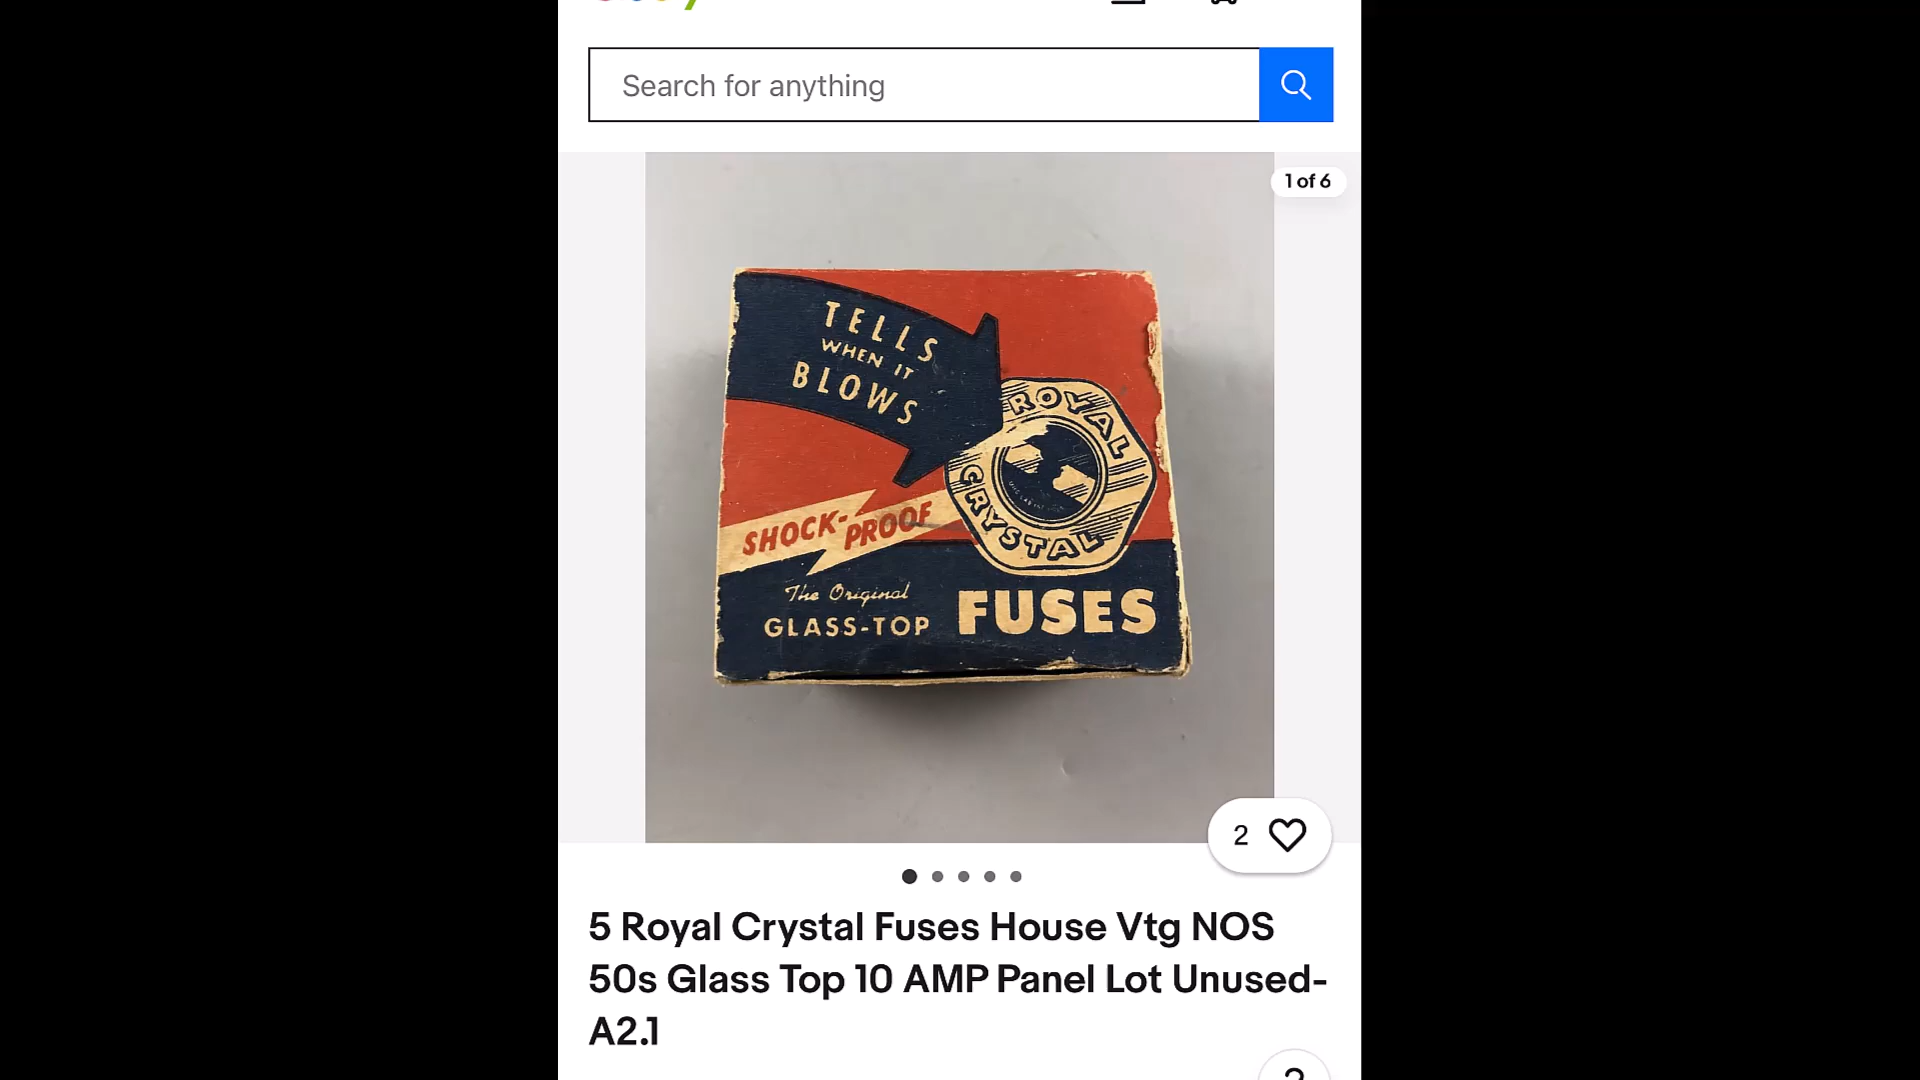 Search for anything
1 of 6
TELLS
WHEN IT
BLOWS
ROYAL
CRYSTAL
SHOCK-
PROOF
The Original
GLASS-TOP
FUSES
2
5 Royal Crystal Fuses House Vtg NOS
50s Glass Top 10 AMP Panel Lot Unused-
A2.1